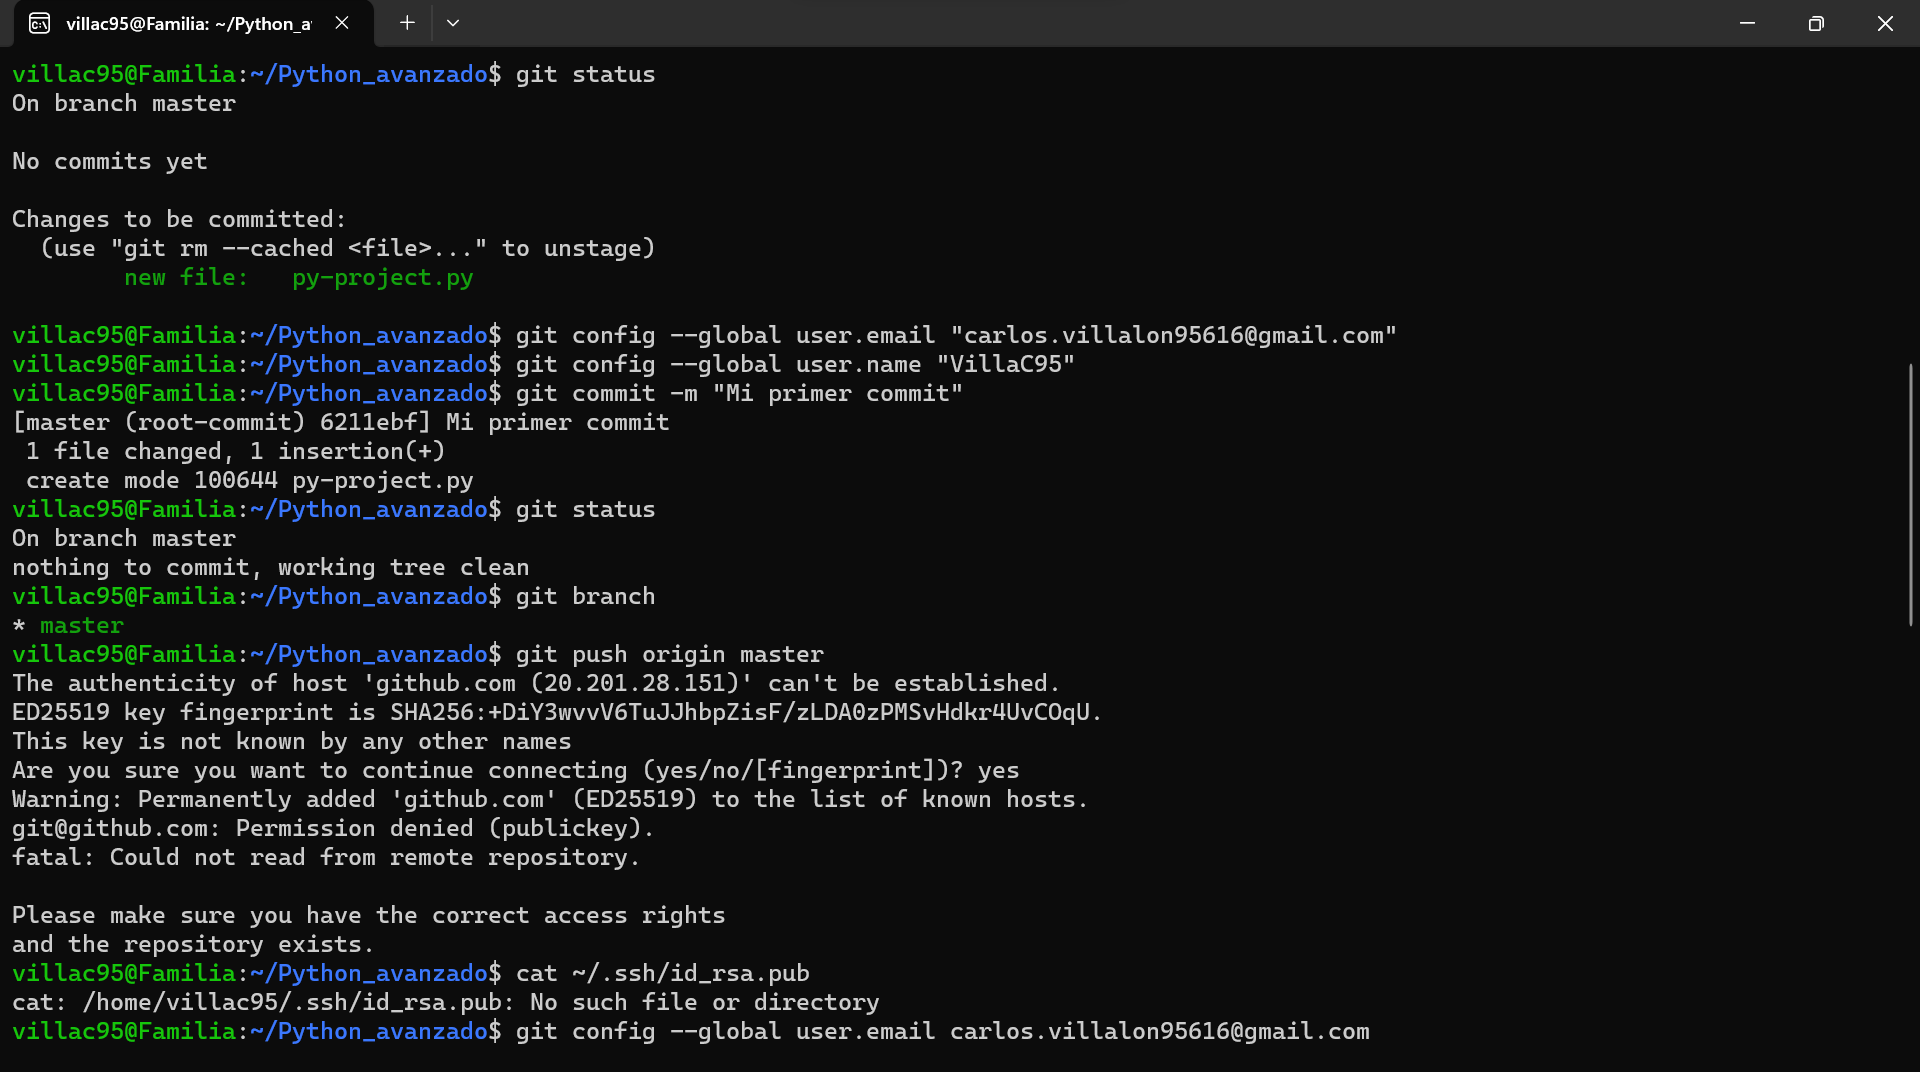 villac95@Familia: ~/Python_a
villac95@Familia:~/Python_avanzado$ git status
On branch master
No commits yet
Changes to be committed:
  (use "git rm --cached <file>..." to unstage)
        new file:   py-project.py
villac95@Familia:~/Python_avanzado$ git config --global user.email "carlos.villalon95616@gmail.com"
villac95@Familia:~/Python_avanzado$ git config --global user.name "VillaC95"
villac95@Familia:~/Python_avanzado$ git commit -m "Mi primer commit"
[master (root-commit) 6211ebf] Mi primer commit
 1 file changed, 1 insertion(+)
 create mode 100644 py-project.py
villac95@Familia:~/Python_avanzado$ git status
On branch master
nothing to commit, working tree clean
villac95@Familia:~/Python_avanzado$ git branch
* master
villac95@Familia:~/Python_avanzado$ git push origin master
The authenticity of host 'github.com (20.201.28.151)' can't be established.
ED25519 key fingerprint is SHA256:+DiY3wvvV6TuJJhbpZisF/zLDA0zPMSvHdkr4UvCOqU.
This key is not known by any other names
Are you sure you want to continue connecting (yes/no/[fingerprint])? yes
Warning: Permanently added 'github.com' (ED25519) to the list of known hosts.
git@github.com: Permission denied (publickey).
fatal: Could not read from remote repository.
Please make sure you have the correct access rights
and the repository exists.
villac95@Familia:~/Python_avanzado$ cat ~/.ssh/id_rsa.pub
cat: /home/villac95/.ssh/id_rsa.pub: No such file or directory
villac95@Familia:~/Python_avanzado$ git config --global user.email carlos.villalon95616@gmail.com